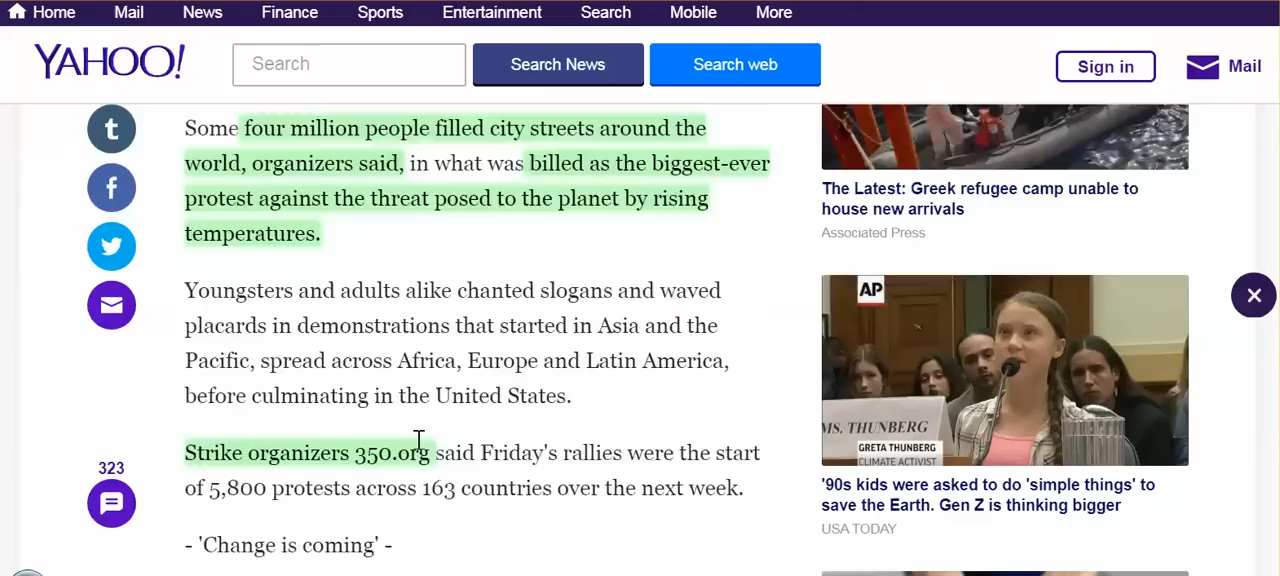 Home Mail News Finance Sports Entertainment Search Mobile More
YAHOO!
Search
Search News
Search web
Sign in
Mail
Some four million people filled city streets around the
world, organizers said, in what was billed as the biggest-ever
protest against the threat posed to the planet by rising
temperatures.
Youngsters and adults alike chanted slogans and waved
placards in demonstrations that started in Asia and the
Pacific, spread across Africa, Europe and Latin America,
before culminating in the United States.
Strike organizers 350.org said Friday's rallies were the start
of 5,800 protests across 163 countries over the next week.
- 'Change is coming' -
323
The Latest: Greek refugee camp unable to
house new arrivals
Associated Press
AP
MS. THUNBERG
GRETA THUNBERG
CLIMATE ACTIVIST
'90s kids were asked to do 'simple things' to
save the Earth. Gen Z is thinking bigger
USA TODAY